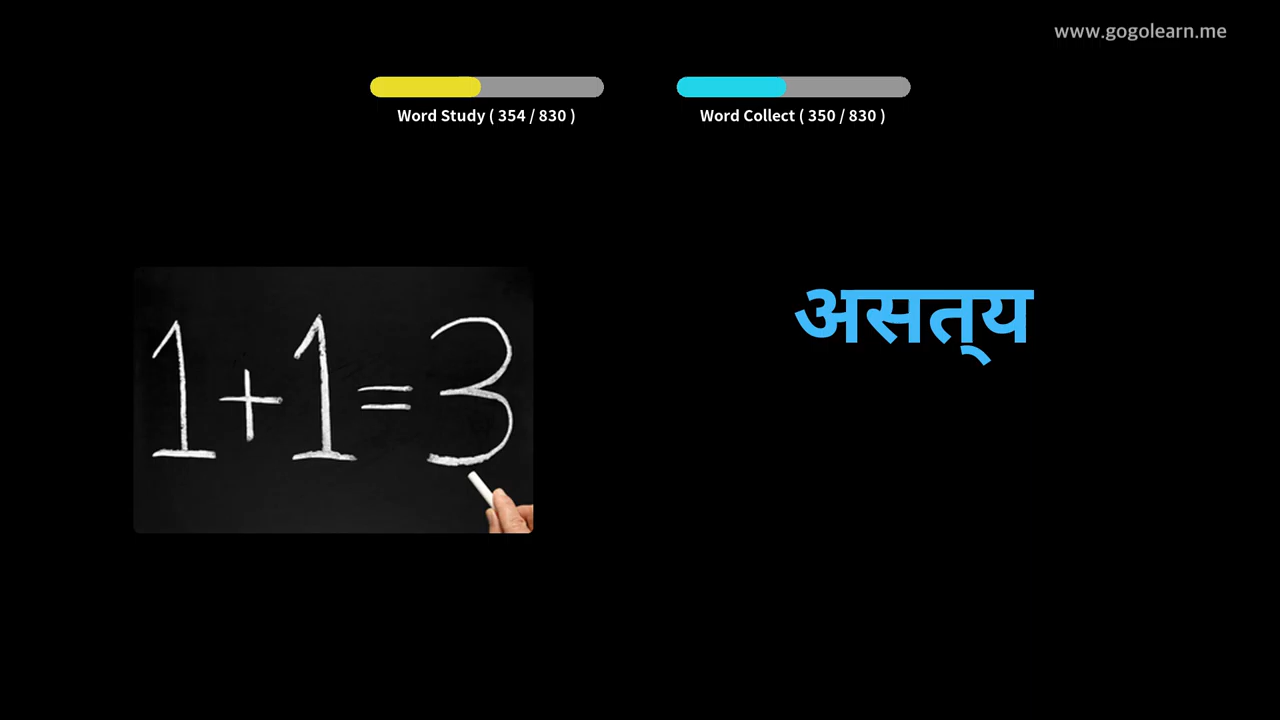 www.gogolearn.me
Word Study ( 354 / 830 )
Word Collect ( 350 / 830 )
1+1=3
असत्‌य